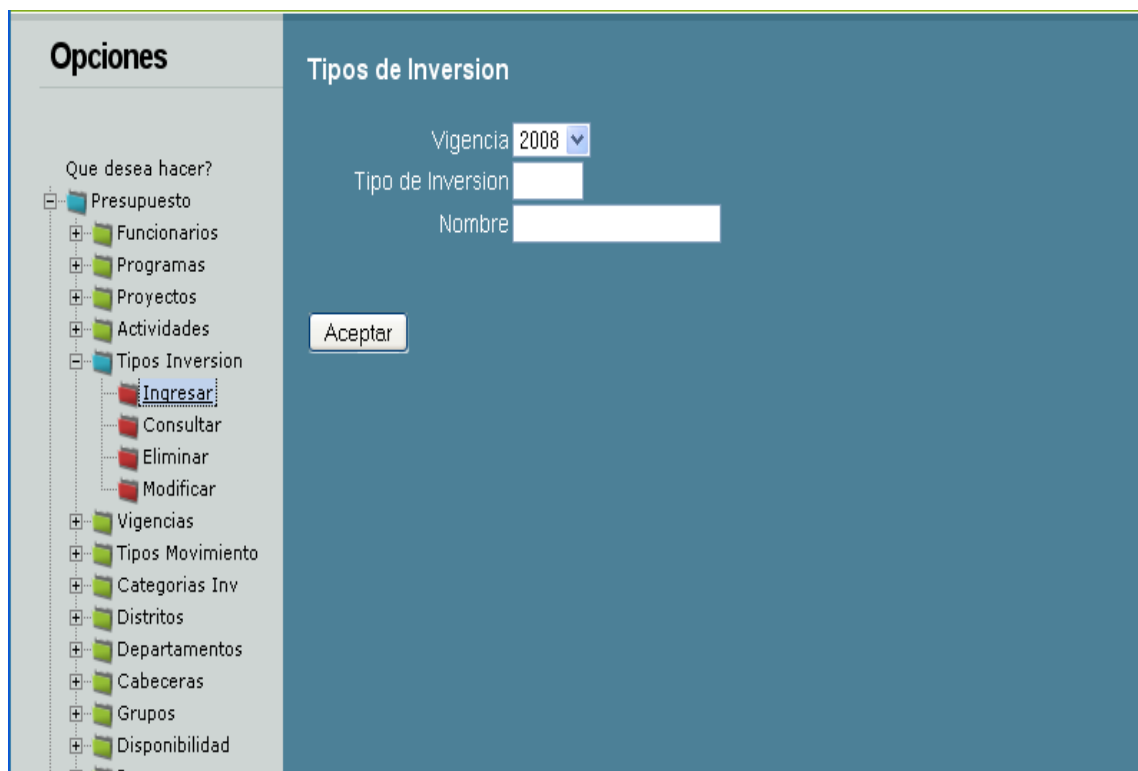 Opciones
Que desea hacer?
Presupuesto
Funcionarios
Programas
Proyectos
Actividades
Tipos Inversion
Ingresar
Consultar
Eliminar
Modificar
Vigencias
Tipos Movimiento
Categorias Inv
Distritos
Departamentos
Cabeceras
Grupos
Disponibilidad
Tipos de Inversion
Vigencia 2008
Tipo de Inversion
Nombre
Aceptar